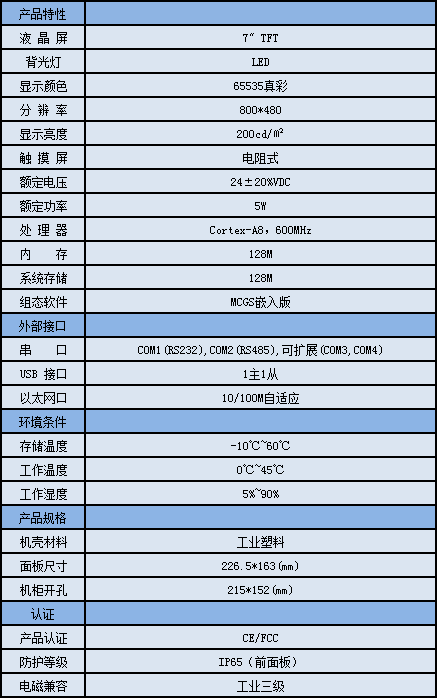 产品特性
液 晶 屏 7" TFT
背光灯 LED
显示颜色 65535真彩
分 辨 率 800*480
显示亮度 200cd/㎡
触 摸 屏 电阻式
额定电压 24±20%VDC
额定功率 5W
处 理 器 Cortex-A8，600MHz
内 存 128M
系统存储 128M
组态软件 MCGS嵌入版
外部接口
串 口 COM1(RS232),COM2(RS485),可扩展(COM3,COM4)
USB 接口 1主1从
以太网口 10/100M自适应
环境条件
存储温度 -10℃~60℃
工作温度 0℃~45℃
工作湿度 5%~90%
产品规格
机壳材料 工业塑料
面板尺寸 226.5*163(mm)
机柜开孔 215*152(mm)
认证
产品认证 CE/FCC
防护等级 IP65（前面板）
电磁兼容 工业三级